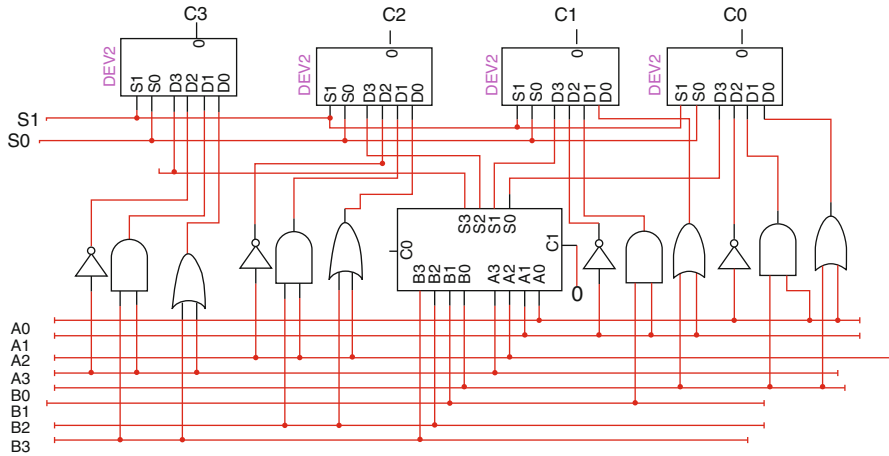 C3 C2 C1 C0
0 0 0 0
DEV2 DEV2 DEV2 DEV2
S1 S0 D3 D2 D1 D0
S1 S0 D3 D2 D1 D0
S1 S0 D3 D2 D1 D0
S1 S0 D3 D2 D1 D0
S1
S0
S3 S2 S1 S0
C0 C1
B3 B2 B1 B0 A3 A2 A1 A0
0
A0
A1
A2
A3
B0
B1
B2
B3